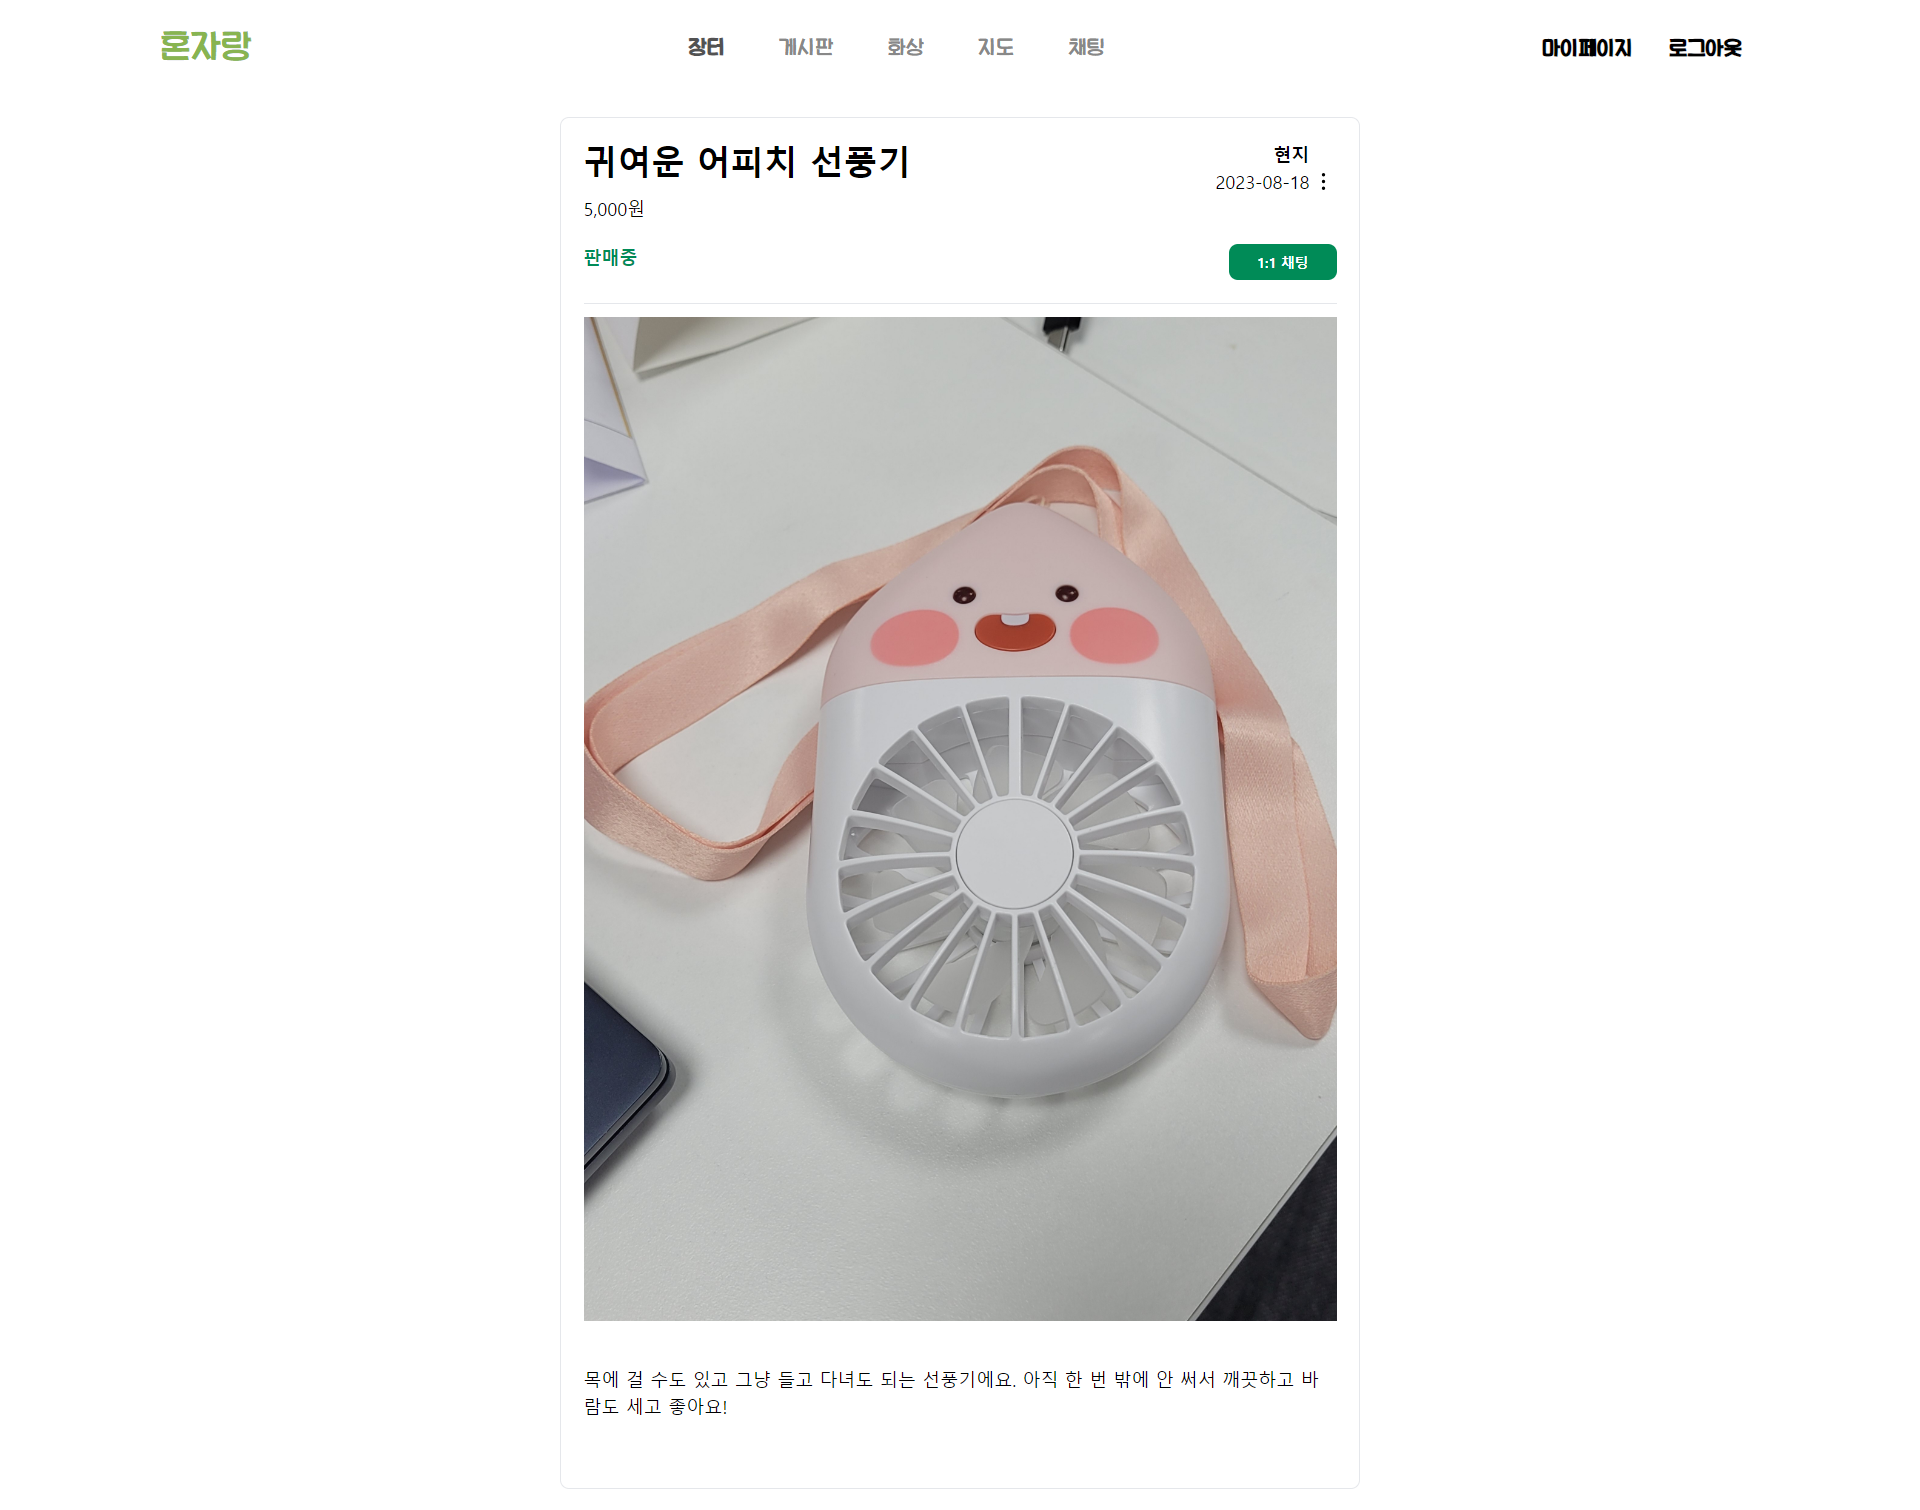 혼자랑
장터 게시판 화상 지도 채팅
마이페이지 로그아웃
귀여운 어피치 선풍기
현지
2023-08-18
5,000원
판매중
1:1 채팅
목에 걸 수도 있고 그냥 들고 다녀도 되는 선풍기에요. 아직 한 번 밖에 안 써서 깨끗하고 바
람도 세고 좋아요!